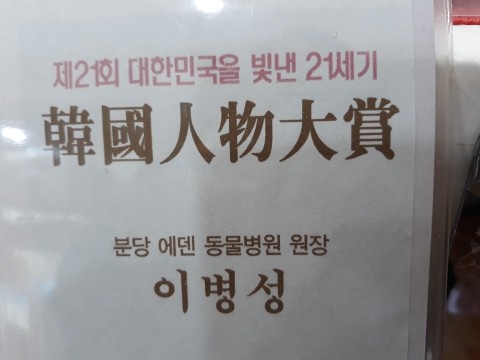 제21회 대한민국을 빛낸 21세기
韓國人物大賞
분당 에덴 동물병원 원장
이병성